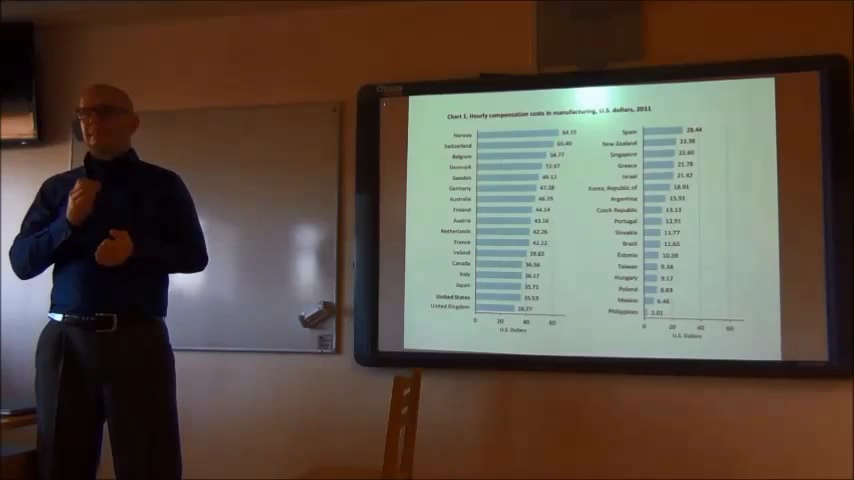 Chart 1. Hourly compensation costs in manufacturing, U.S. dollars, 2011
Norway 64.15
Switzerland 60.40
Belgium 54.77
Denmark 51.67
Sweden 49.12
Germany 47.38
Australia 46.29
Finland 44.14
Austria 43.16
Netherlands 42.26
France 42.12
Ireland 39.83
Canada 36.56
Italy 36.17
Japan 35.71
United States 35.53
United Kingdom 30.77
0 20 40 60
U.S. Dollars
Spain 28.44
New Zealand 23.38
Singapore 22.60
Greece 21.78
Israel 21.42
Korea, Republic of 18.91
Argentina 15.91
Czech Republic 13.13
Portugal 12.91
Slovakia 11.77
Brazil 11.65
Estonia 10.39
Taiwan 9.34
Hungary 9.17
Poland 8.83
Mexico 6.48
Philippines 2.01
0 20 40 60
U.S. Dollars